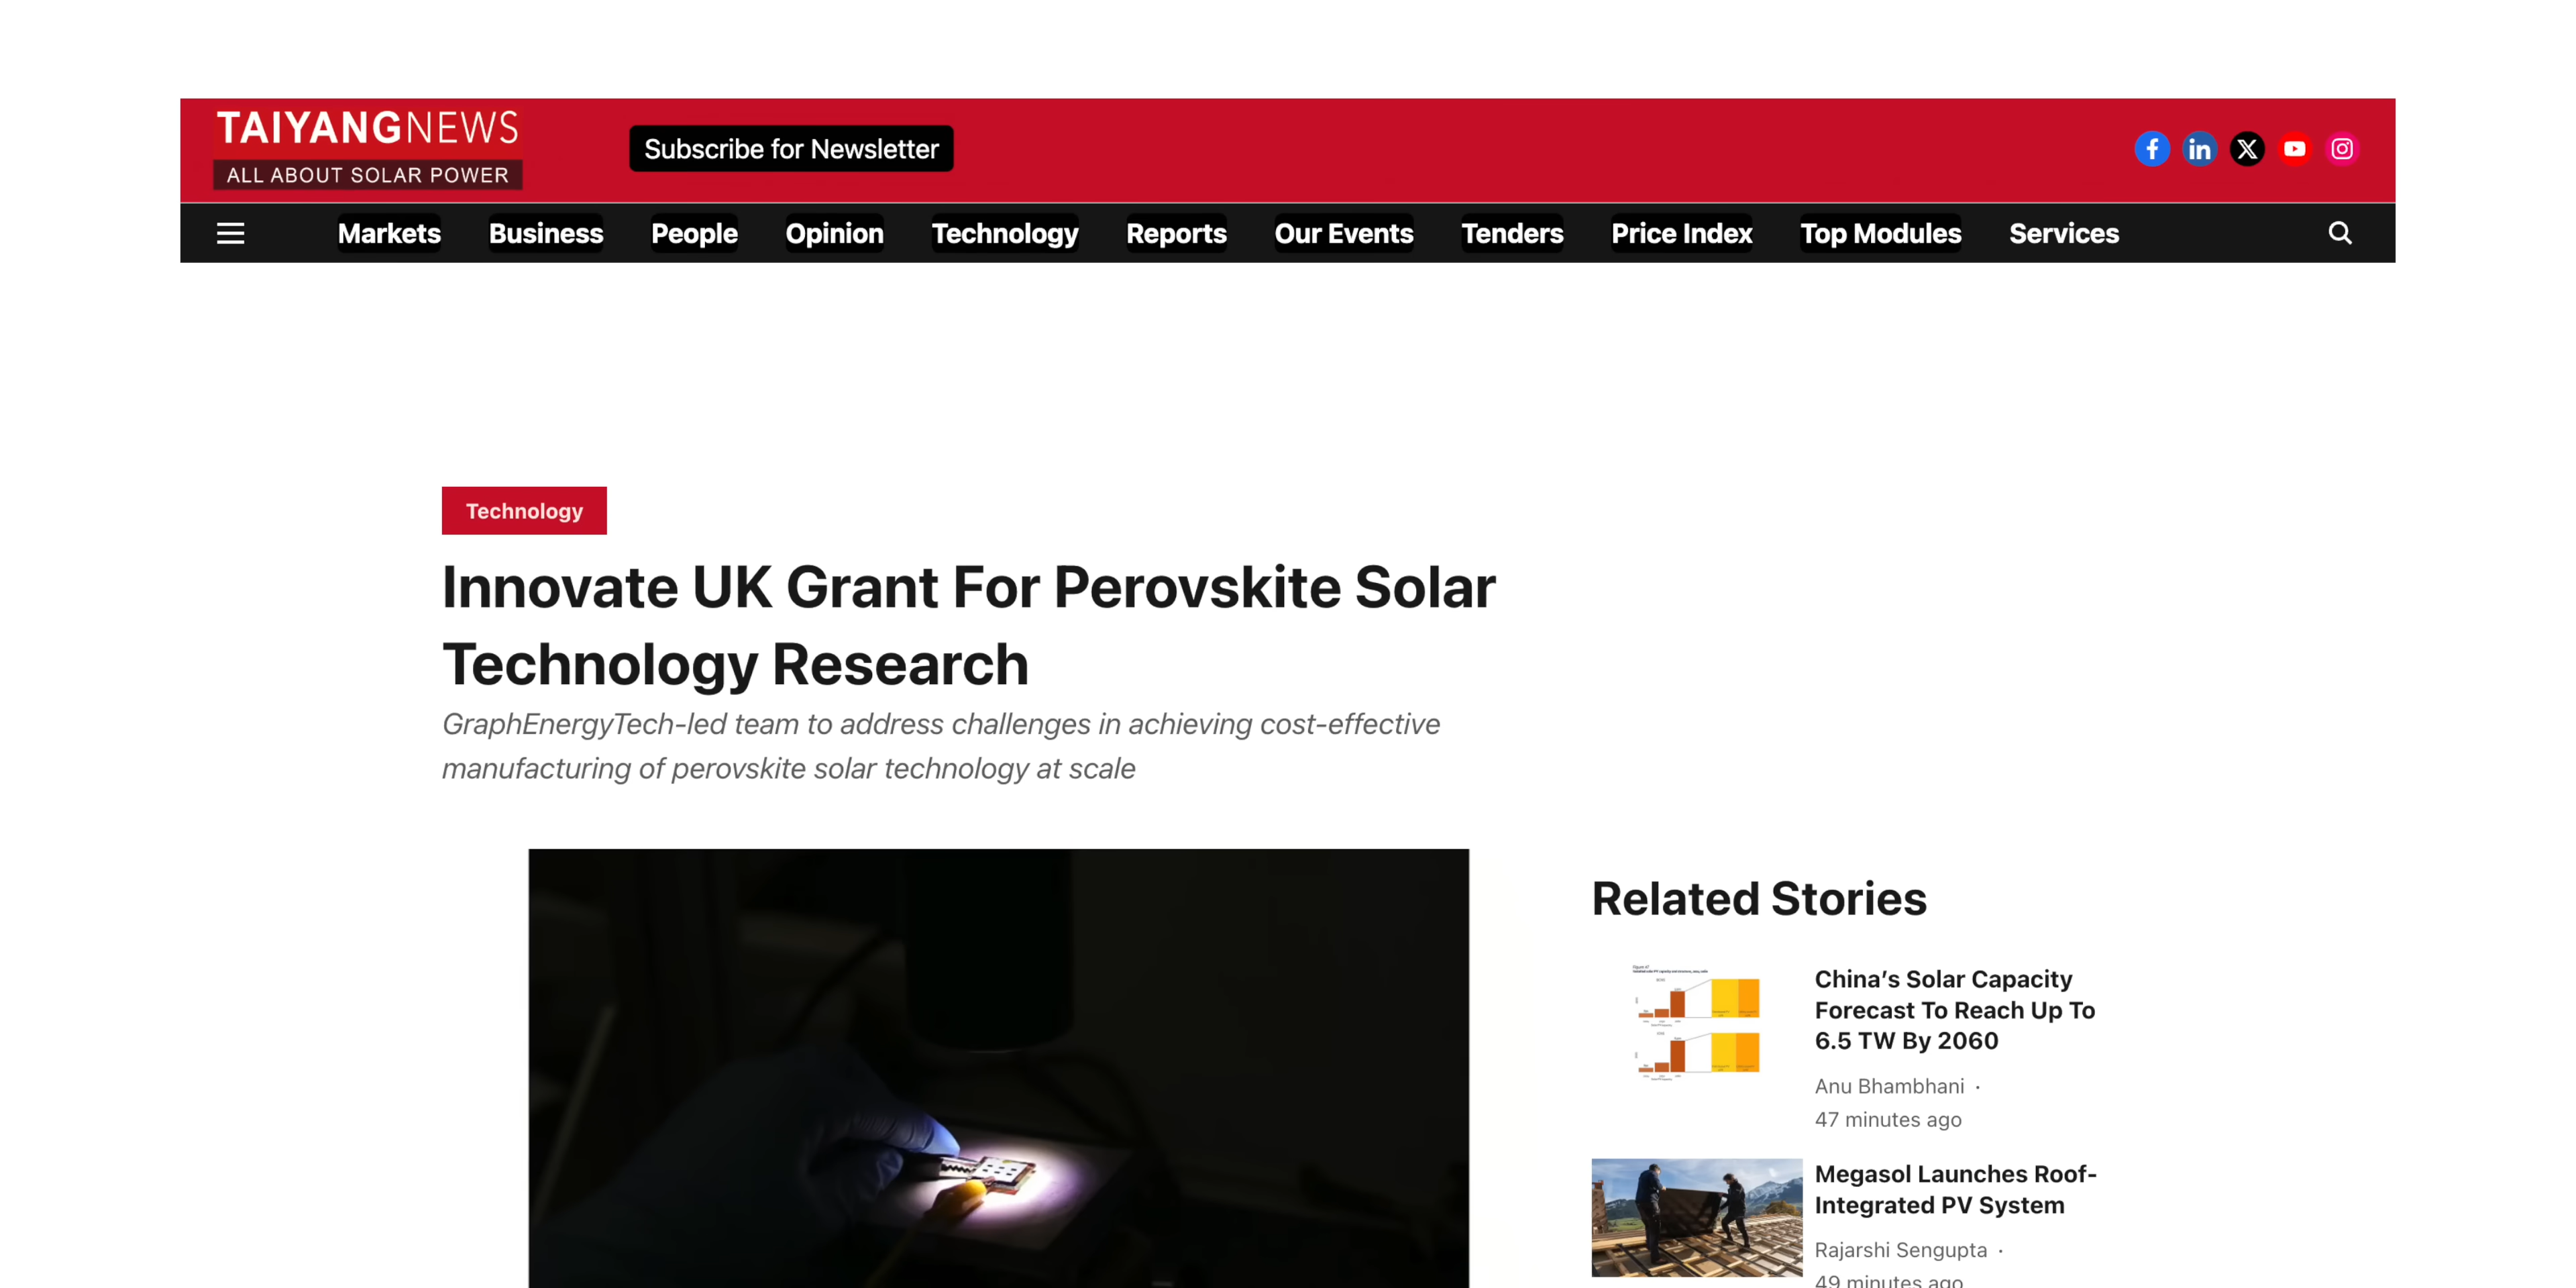 TAIYANGNEWS
ALL ABOUT SOLAR POWER
Subscribe for Newsletter
Markets Business People Opinion Technology Reports Our Events Tenders Price Index Top Modules Services
Technology
Innovate UK Grant For Perovskite Solar
Technology Research
GraphEnergyTech-led team to address challenges in achieving cost-effective
manufacturing of perovskite solar technology at scale
Related Stories
China’s Solar Capacity
Forecast To Reach Up To
6.5 TW By 2060
Anu Bhambhani ·
47 minutes ago
Megasol Launches Roof-
Integrated PV System
Rajarshi Sengupta ·
49 minutes ago